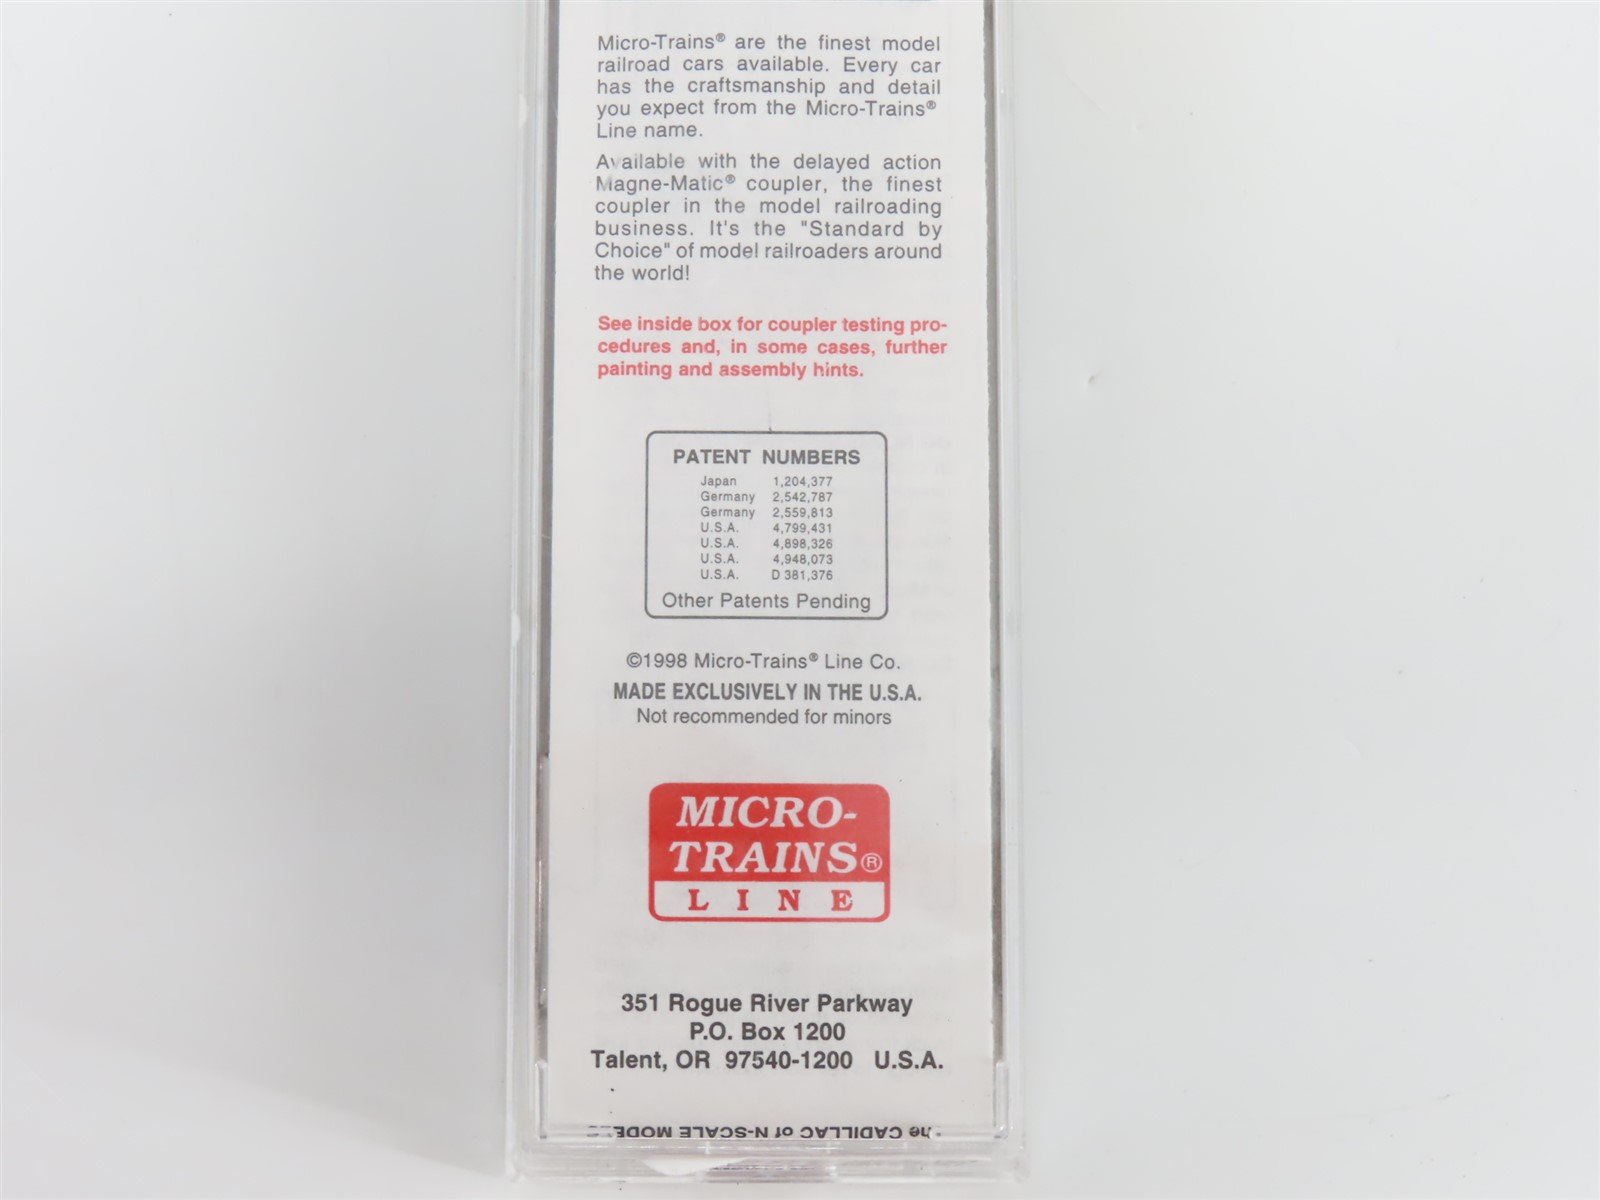 Micro-Trains® are the finest model
railroad cars available. Every car
has the craftsmanship and detail
you expect from the Micro-Trains®
Line name.
Available with the delayed action
Magne-Matic® coupler, the finest
coupler in the model railroading
business. It's the "Standard by
Choice" of model railroaders around
the world!
See inside box for coupler testing pro-
cedures and, in some cases, further
painting and assembly hints.
PATENT NUMBERS
Japan 1,204,377
Germany 2,542,787
Germany 2,559,813
U.S.A. 4,799,431
U.S.A. 4,898,326
U.S.A. 4,948,073
U.S.A. D 381,376
Other Patents Pending
©1998 Micro-Trains® Line Co.
MADE EXCLUSIVELY IN THE U.S.A.
Not recommended for minors
MICRO-
TRAINS®
LINE
351 Rogue River Parkway
P.O. Box 1200
Talent, OR 97540-1200 U.S.A.
The CADILLAC of N-SCALE